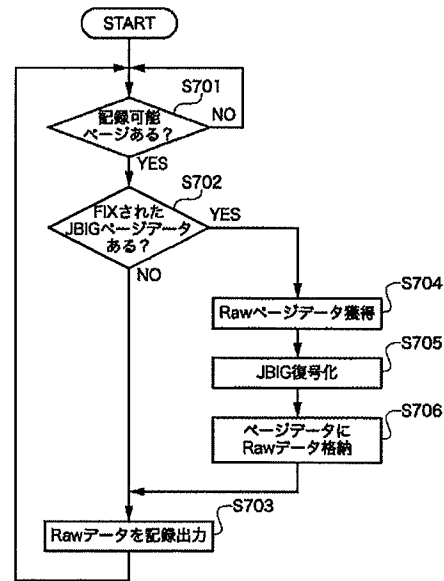 START
S701
記録可能
ページある?
NO
YES
S702
FIXされた
JBIGページデータ
ある?
YES
NO
S704
Rawページデータ獲得
S705
JBIG復号化
S706
ページデータに
Rawデータ格納
S703
Rawデータを記録出力